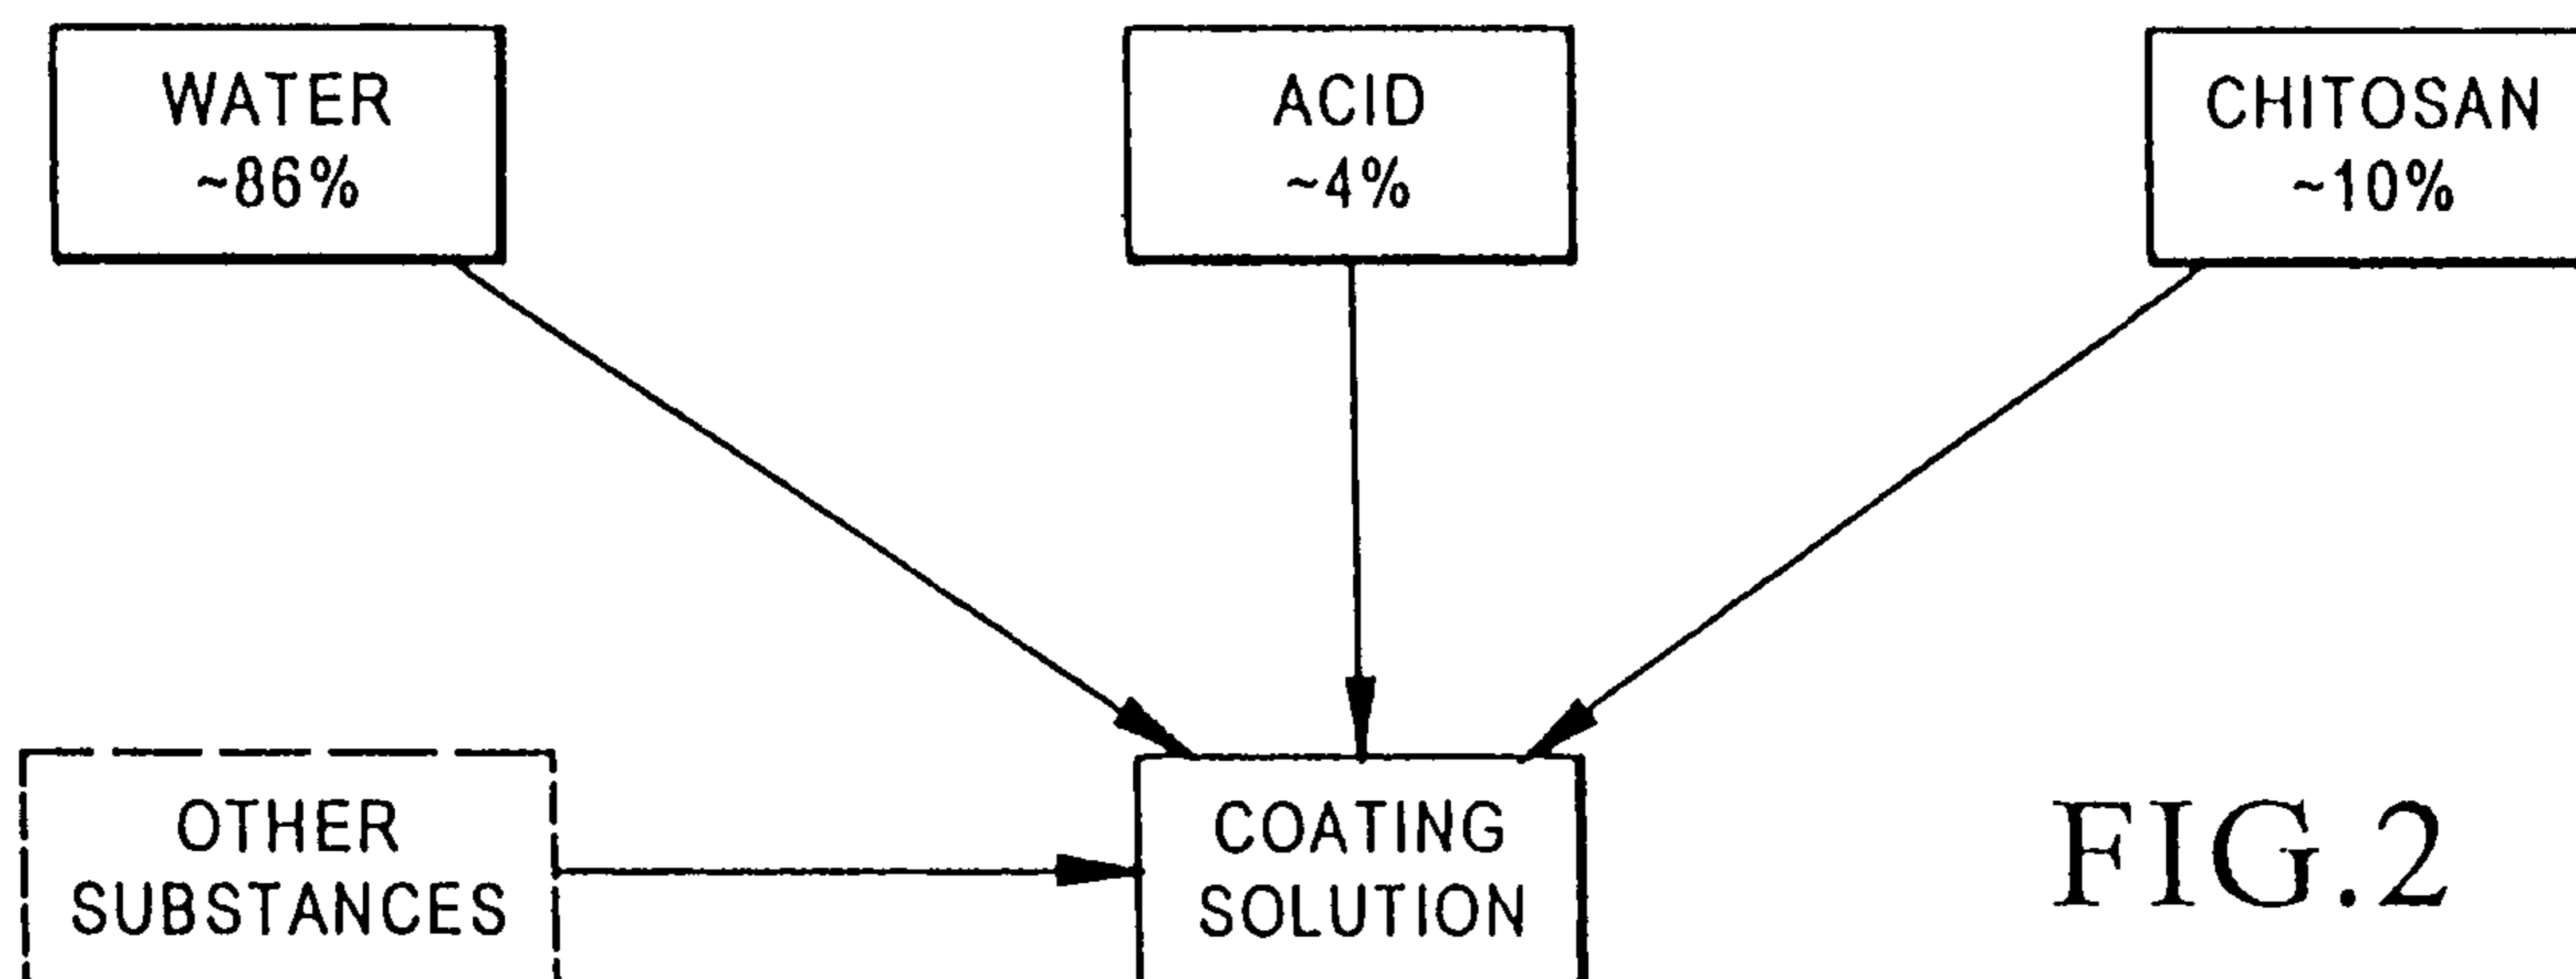 WATER
~86%
ACID
~4%
CHITOSAN
~10%
OTHER
SUBSTANCES
COATING
SOLUTION
FIG.2